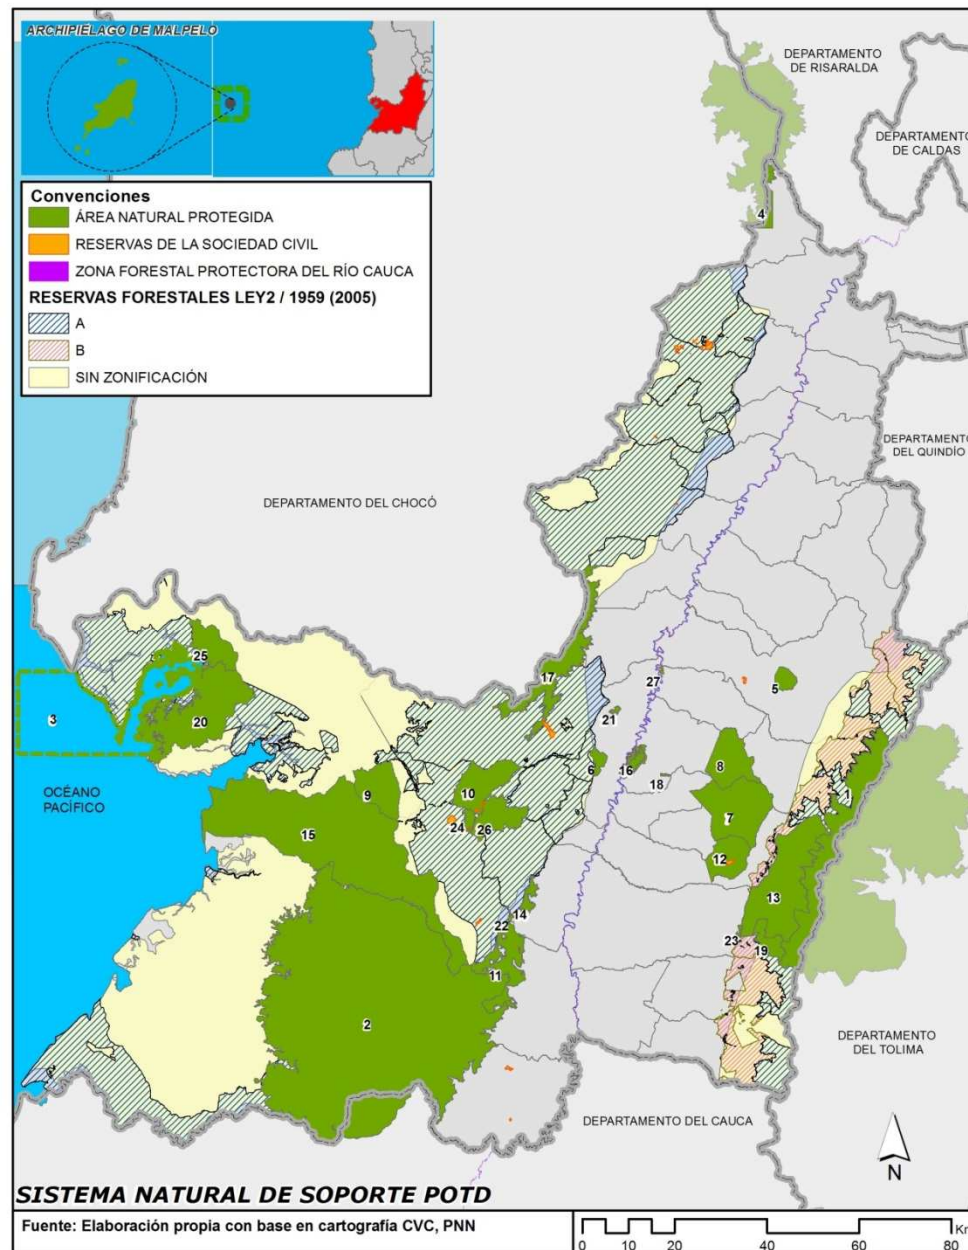 ARCHIPIÉLAGO DE MALPELO
DEPARTAMENTO
DE RISARALDA
DEPARTAMENTO
DE CALDAS
Convenciones
ÁREA NATURAL PROTEGIDA
RESERVAS DE LA SOCIEDAD CIVIL
ZONA FORESTAL PROTECTORA DEL RÍO CAUCA
RESERVAS FORESTALES LEY2 / 1959 (2005)
A
B
SIN ZONIFICACIÓN
4
DEPARTAMENTO
DEL QUINDÍO
DEPARTAMENTO DEL CHOCÓ
25
17
27
5
3
20
21
OCÉANO
PACÍFICO
6
16
18
8
1
9
10
15
24
26
7
12
13
14
22
23
19
11
2
DEPARTAMENTO
DEL TOLIMA
DEPARTAMENTO DEL CAUCA
N
SISTEMA NATURAL DE SOPORTE POTD
Fuente: Elaboración propia con base en cartografía CVC, PNN
Km
0 10 20 40 60 80